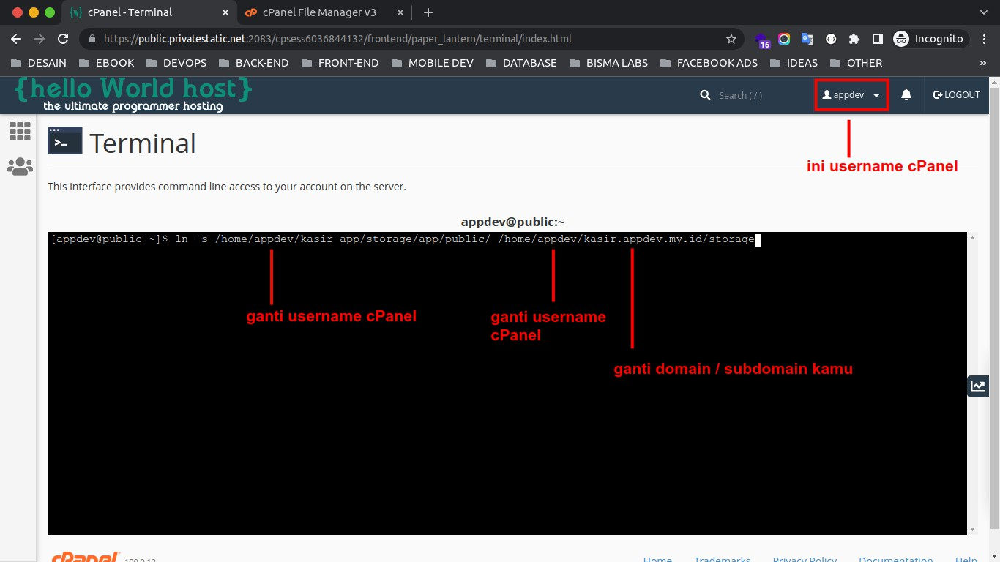 cPanel - Terminal
cPanel File Manager v3
https://public.privatestatic.net:2083/cpsess6036844132/frontend/paper_lantern/terminal/index.html
16
Incognito
DESAIN
EBOOK
DEVOPS
BACK-END
FRONT-END
MOBILE DEV
DATABASE
BISMA LABS
FACEBOOK ADS
IDEAS
OTHER
»
{hello World host}
the ultimate programmer hosting
Search ( / )
appdev
LOGOUT
>_
Terminal
ini username cPanel
This interface provides command line access to your account on the server.
appdev@public:~
[appdev@public ~]$ ln -s /home/appdev/kasir-app/storage/app/public/ /home/appdev/kasir.appdev.my.id/storage
ganti username cPanel
ganti username
cPanel
ganti domain / subdomain kamu
cPanel
100.0.12
Home
Trademarks
Privacy Policy
Documentation
Help